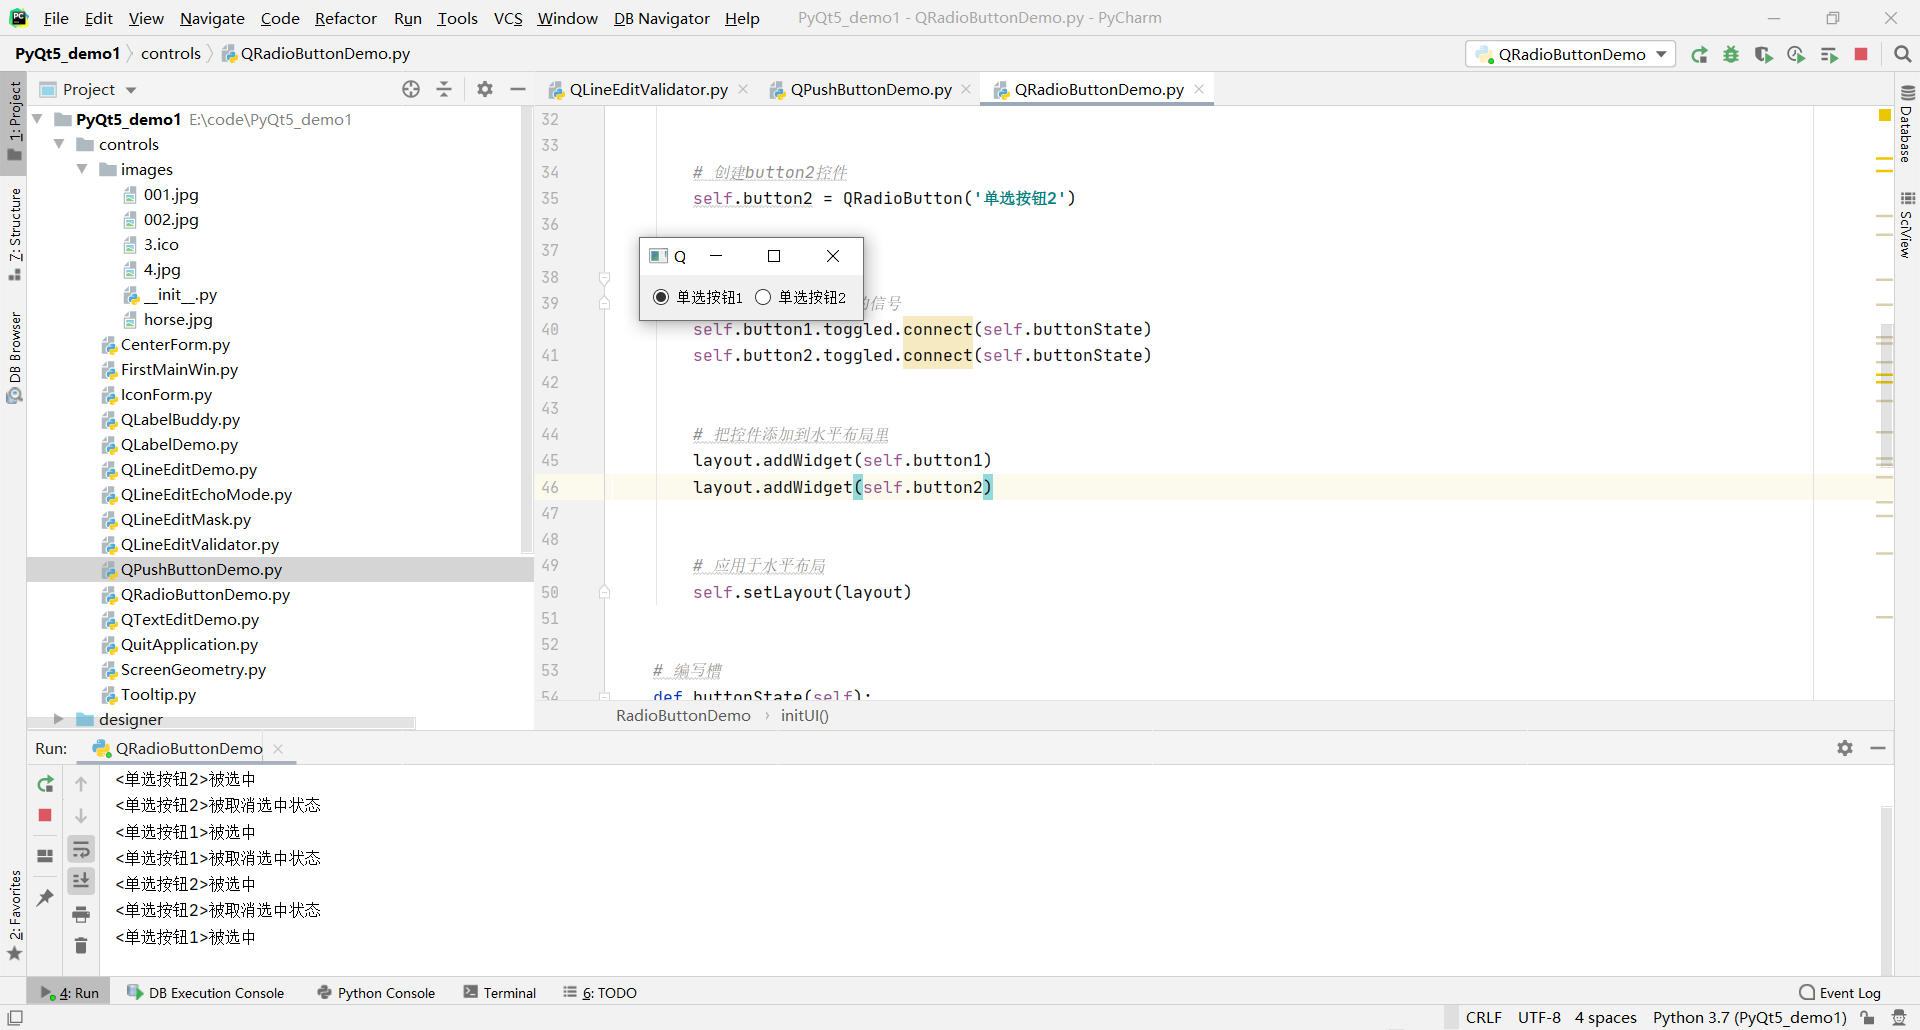 File Edit View Navigate Code Refactor Run Tools VCS Window DB Navigator Help PyQt5_demo1 - QRadioButtonDemo.py - PyCharm
PyQt5_demo1 controls QRadioButtonDemo.py QRadioButtonDemo
1: Project
7: Structure
DB Browser
2: Favorites
Project
PyQt5_demo1 E:\code\PyQt5_demo1
controls
images
001.jpg
002.jpg
3.ico
4.jpg
__init__.py
horse.jpg
CenterForm.py
FirstMainWin.py
IconForm.py
QLabelBuddy.py
QLabelDemo.py
QLineEditDemo.py
QLineEditEchoMode.py
QLineEditMask.py
QLineEditValidator.py
QPushButtonDemo.py
QRadioButtonDemo.py
QTextEditDemo.py
QuitApplication.py
ScreenGeometry.py
Tooltip.py
designer
QLineEditValidator.py QPushButtonDemo.py QRadioButtonDemo.py
32
33
34 # 创建button2控件
35 self.button2 = QRadioButton('单选按钮2')
36
37
38
39 信号
40 self.button1.toggled.connect(self.buttonState)
41 self.button2.toggled.connect(self.buttonState)
42
43
44 # 把控件添加到水平布局里
45 layout.addWidget(self.button1)
46 layout.addWidget(self.button2)
47
48
49 # 应用于水平布局
50 self.setLayout(layout)
51
52
53 # 编写槽
54 def buttonState(self):
RadioButtonDemo › initUI()
Q
单选按钮1 单选按钮2
Database
SciView
Run: QRadioButtonDemo
<单选按钮2>被选中
<单选按钮2>被取消选中状态
<单选按钮1>被选中
<单选按钮1>被取消选中状态
<单选按钮2>被选中
<单选按钮2>被取消选中状态
<单选按钮1>被选中
4: Run DB Execution Console Python Console Terminal 6: TODO Event Log
CRLF UTF-8 4 spaces Python 3.7 (PyQt5_demo1)